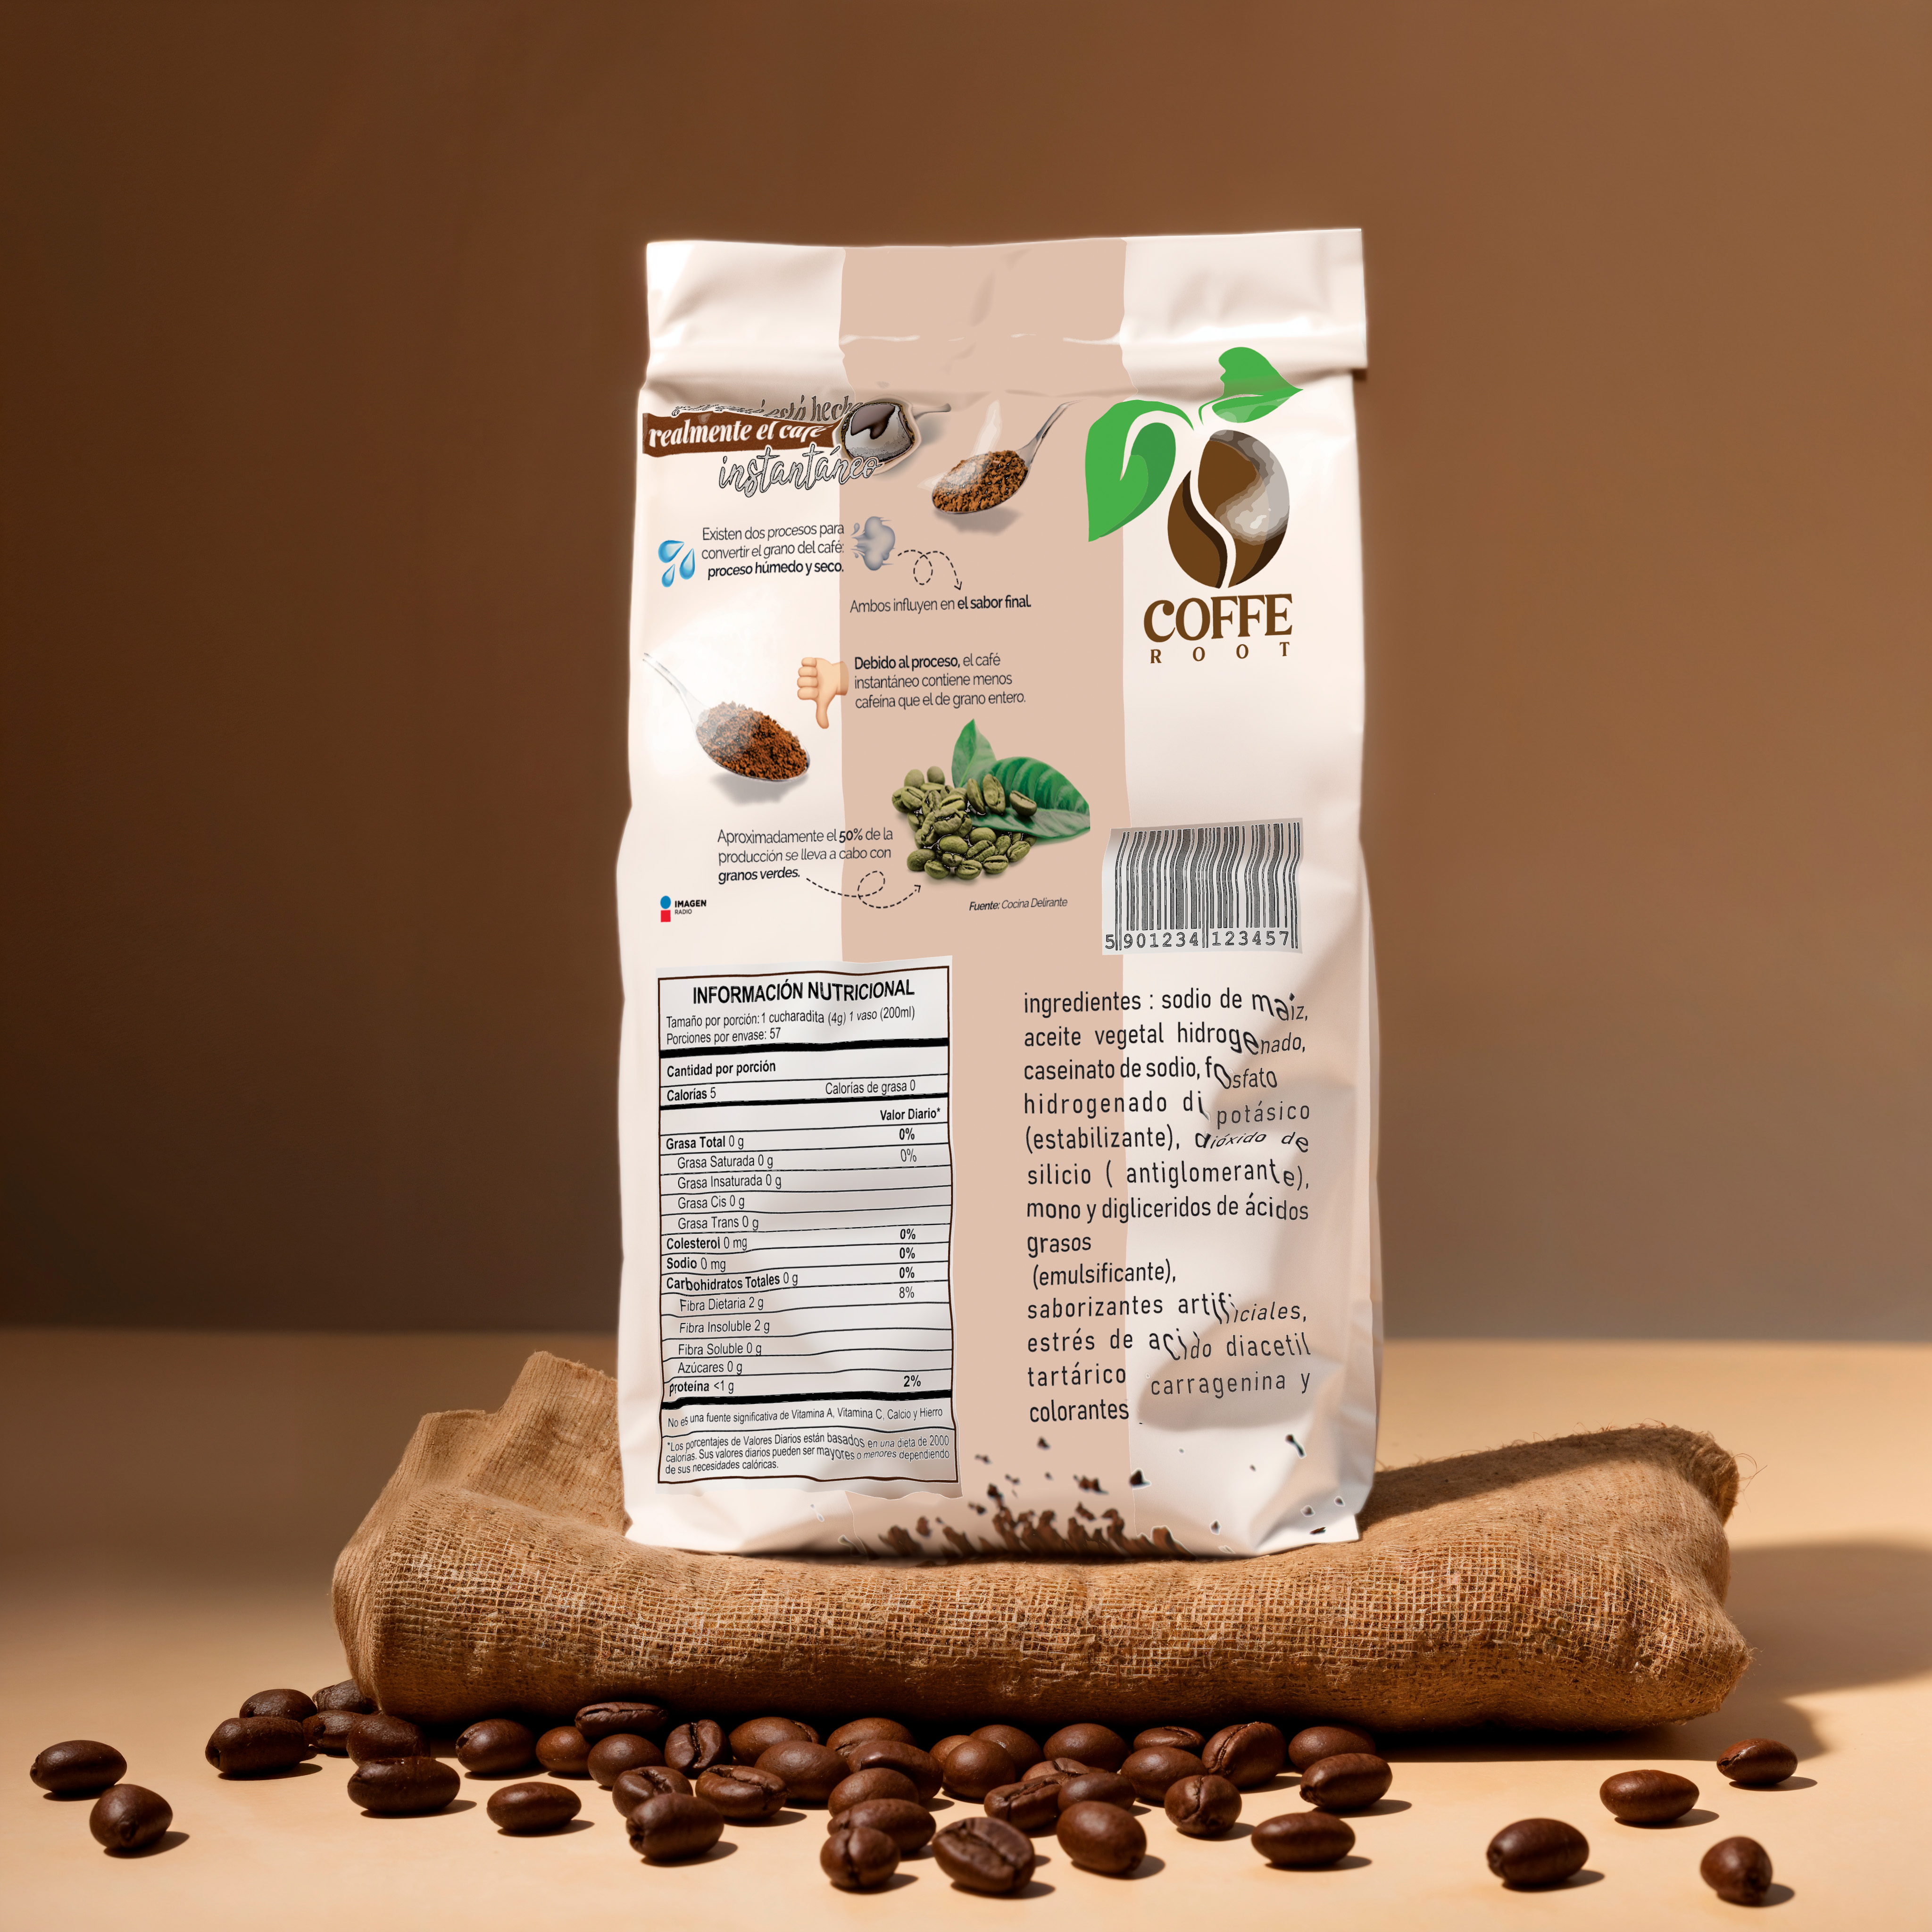 está hech
realmente el café
instantáneo
Existen dos procesos para
convertir el grano del café:
proceso húmedo y seco.
Ambos influyen en el sabor final.
Debido al proceso, el café
instantáneo contiene menos
cafeína que el de grano entero.
Aproximadamente el 50% de la
producción se lleva a cabo con
granos verdes.
IMAGEN
RADIO
Fuente: Cocina Delirante
COFFE
ROOT
5 901234 123457
INFORMACIÓN NUTRICIONAL
Tamaño por porción: 1 cucharadita (4g) 1 vaso (200ml)
Porciones por envase: 57
Cantidad por porción
Calorías 5 Calorías de grasa 0
Valor Diario*
Grasa Total 0 g 0%
Grasa Saturada 0 g 0%
Grasa Insaturada 0 g
Grasa Cis 0 g
Grasa Trans 0 g
Colesterol 0 mg 0%
Sodio 0 mg 0%
Carbohidratos Totales 0 g 0%
Fibra Dietaria 2 g 8%
Fibra Insoluble 2 g
Fibra Soluble 0 g
Azúcares 0 g
Proteína <1 g 2%
No es una fuente significativa de Vitamina A, Vitamina C, Calcio y Hierro
*Los porcentajes de Valores Diarios están basados en una dieta de 2000
calorías. Sus valores diarios pueden ser mayores o menores dependiendo
de sus necesidades calóricas.
ingredientes : sodio de maiz,
aceite vegetal hidrogenado,
caseinato de sodio, fosfato
hidrogenado di potásico
(estabilizante), dióxido de
silicio ( antiglomerante),
mono y digliceridos de ácidos
grasos
(emulsificante),
saborizantes artificiales,
estrés de acido diacetil
tartárico carragenina y
colorantes